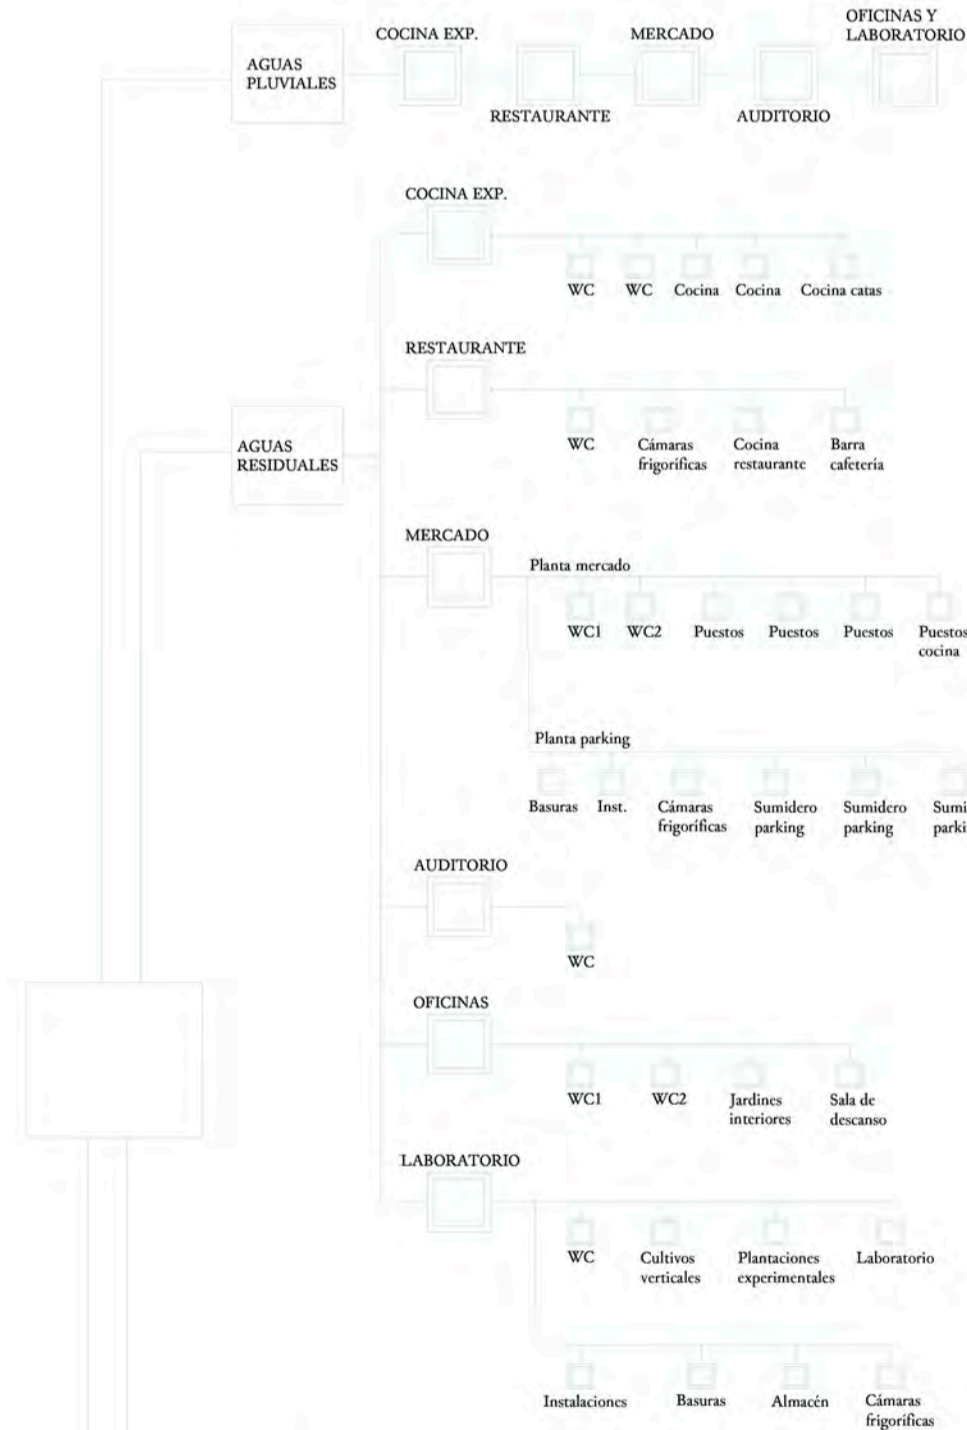 OFICINAS Y
LABORATORIO
COCINA EXP.
MERCADO
AGUAS
PLUVIALES
RESTAURANTE
AUDITORIO
COCINA EXP.
WC WC Cocina Cocina Cocina catas
RESTAURANTE
AGUAS
RESIDUALES
WC Cámaras Cocina Barra
frigoríficas restaurante cafetería
MERCADO
Planta mercado
WC1 WC2 Puestos Puestos Puestos Puestos
cocina
Planta parking
Basuras Inst. Cámaras Sumidero Sumidero Sumi
frigoríficas parking parking parki
AUDITORIO
WC
OFICINAS
WC1 WC2 Jardines Sala de
interiores descanso
LABORATORIO
WC Cultivos Plantaciones Laboratorio
verticales experimentales
Instalaciones Basuras Almacén Cámaras
frigoríficas